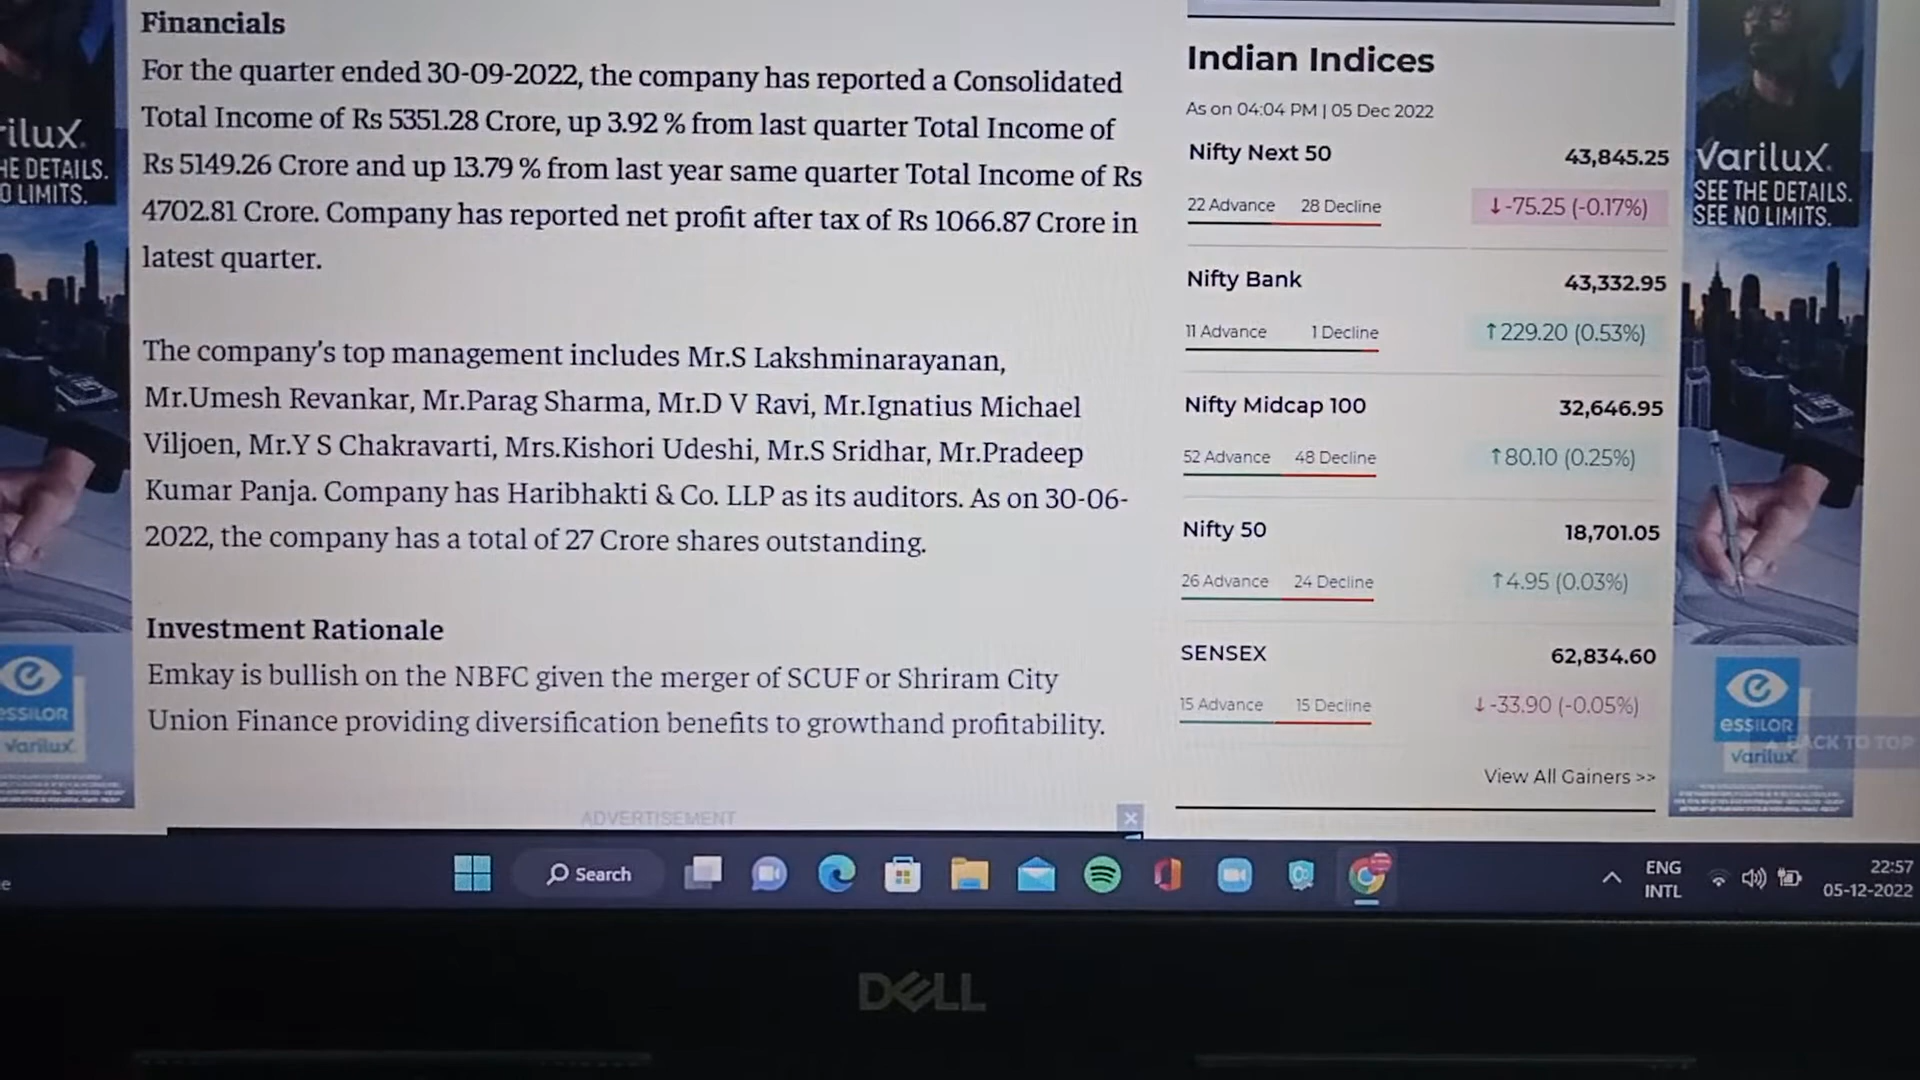 Financials
For the quarter ended 30-09-2022, the company has reported a Consolidated
Total Income of Rs 5351.28 Crore, up 3.92 % from last quarter Total Income of
Rs 5149.26 Crore and up 13.79 % from last year same quarter Total Income of Rs
4702.81 Crore. Company has reported net profit after tax of Rs 1066.87 Crore in
latest quarter.
The company's top management includes Mr.S Lakshminarayanan,
Mr.Umesh Revankar, Mr.Parag Sharma, Mr.D V Ravi, Mr.Ignatius Michael
Viljoen, Mr.Y S Chakravarti, Mrs.Kishori Udeshi, Mr.S Sridhar, Mr.Pradeep
Kumar Panja. Company has Haribhakti & Co. LLP as its auditors. As on 30-06-
2022, the company has a total of 27 Crore shares outstanding.
Investment Rationale
Emkay is bullish on the NBFC given the merger of SCUF or Shriram City
Union Finance providing diversification benefits to growthand profitability.
ADVERTISEMENT
Indian Indices
As on 04:04 PM | 05 Dec 2022
Nifty Next 50 43,845.25
22 Advance 28 Decline ↓-75.25 (-0.17%)
Nifty Bank 43,332.95
11 Advance 1 Decline ↑229.20 (0.53%)
Nifty Midcap 100 32,646.95
52 Advance 48 Decline ↑80.10 (0.25%)
Nifty 50 18,701.05
26 Advance 24 Decline ↑4.95 (0.03%)
SENSEX 62,834.60
15 Advance 15 Decline ↓-33.90 (-0.05%)
View All Gainers >>
rilux.
HE DETAILS.
O LIMITS.
ESSILOR
varilux.
Varilux.
SEE THE DETAILS.
SEE NO LIMITS.
essilor
varilux.
BACK TO TOP
e
Search
ENG
INTL
22:57
05-12-2022
DELL